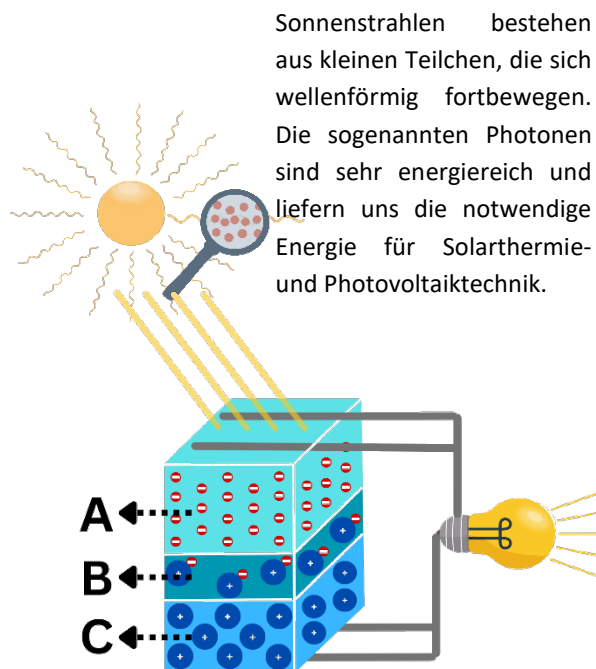 Sonnenstrahlen bestehen
aus kleinen Teilchen, die sich
wellenförmig fortbewegen.
Die sogenannten Photonen
sind sehr energiereich und
liefern uns die notwendige
Energie für Solarthermie-
und Photovoltaiktechnik.
A
B
C